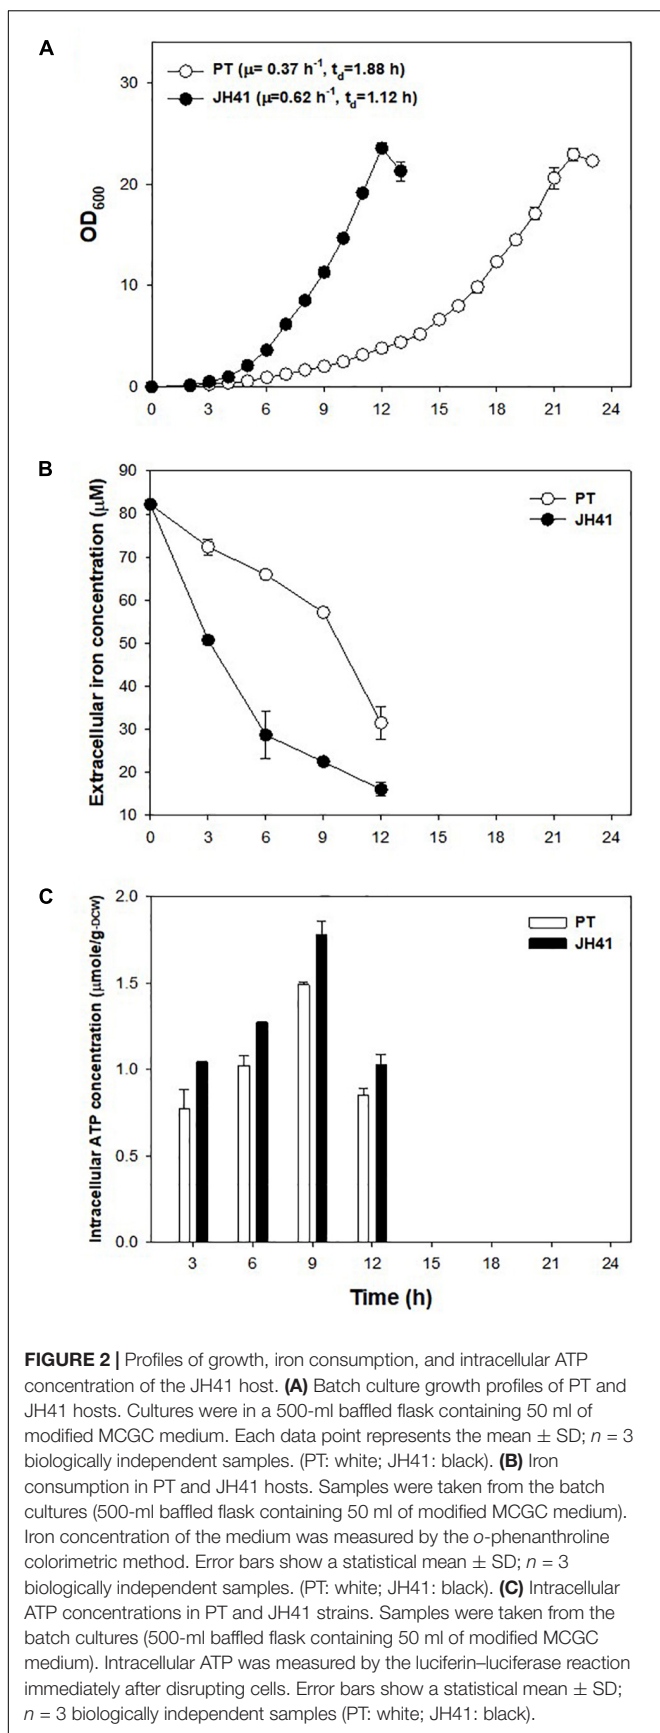 A
PT (μ= 0.37 h⁻¹, t_d=1.88 h)
JH41 (μ=0.62 h⁻¹, t_d=1.12 h)
OD₆₀₀
30
20
10
0
0 3 6 9 12 15 18 21 24
B
Extracellular iron concentration (μM)
90
80
70
60
50
40
30
20
10
PT
JH41
0 3 6 9 12 15 18 21 24
C
Intracellular ATP concentration (μmole/g-DCW)
2.0
1.5
1.0
0.5
0.0
PT
JH41
3 6 9 12 15 18 21 24
Time (h)
FIGURE 2 | Profiles of growth, iron consumption, and intracellular ATP
concentration of the JH41 host. (A) Batch culture growth profiles of PT and
JH41 hosts. Cultures were in a 500-ml baffled flask containing 50 ml of
modified MCGC medium. Each data point represents the mean ± SD; n = 3
biologically independent samples. (PT: white; JH41: black). (B) Iron
consumption in PT and JH41 hosts. Samples were taken from the batch
cultures (500-ml baffled flask containing 50 ml of modified MCGC medium).
Iron concentration of the medium was measured by the o-phenanthroline
colorimetric method. Error bars show a statistical mean ± SD; n = 3
biologically independent samples. (PT: white; JH41: black). (C) Intracellular
ATP concentrations in PT and JH41 strains. Samples were taken from the
batch cultures (500-ml baffled flask containing 50 ml of modified MCGC
medium). Intracellular ATP was measured by the luciferin–luciferase reaction
immediately after disrupting cells. Error bars show a statistical mean ± SD;
n = 3 biologically independent samples (PT: white; JH41: black).